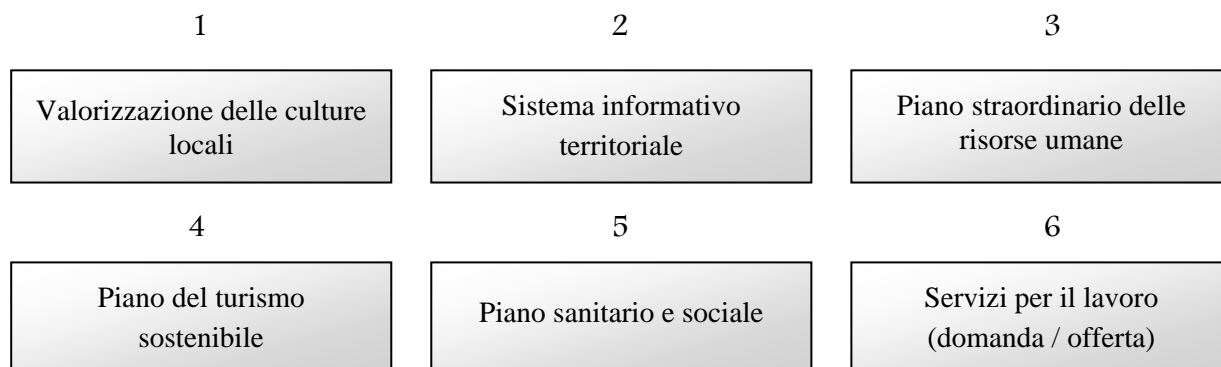 1
2
3
Valorizzazione delle culture
locali
Sistema informativo
territoriale
Piano straordinario delle
risorse umane
4
5
6
Piano del turismo
sostenibile
Piano sanitario e sociale
Servizi per il lavoro
(domanda / offerta)